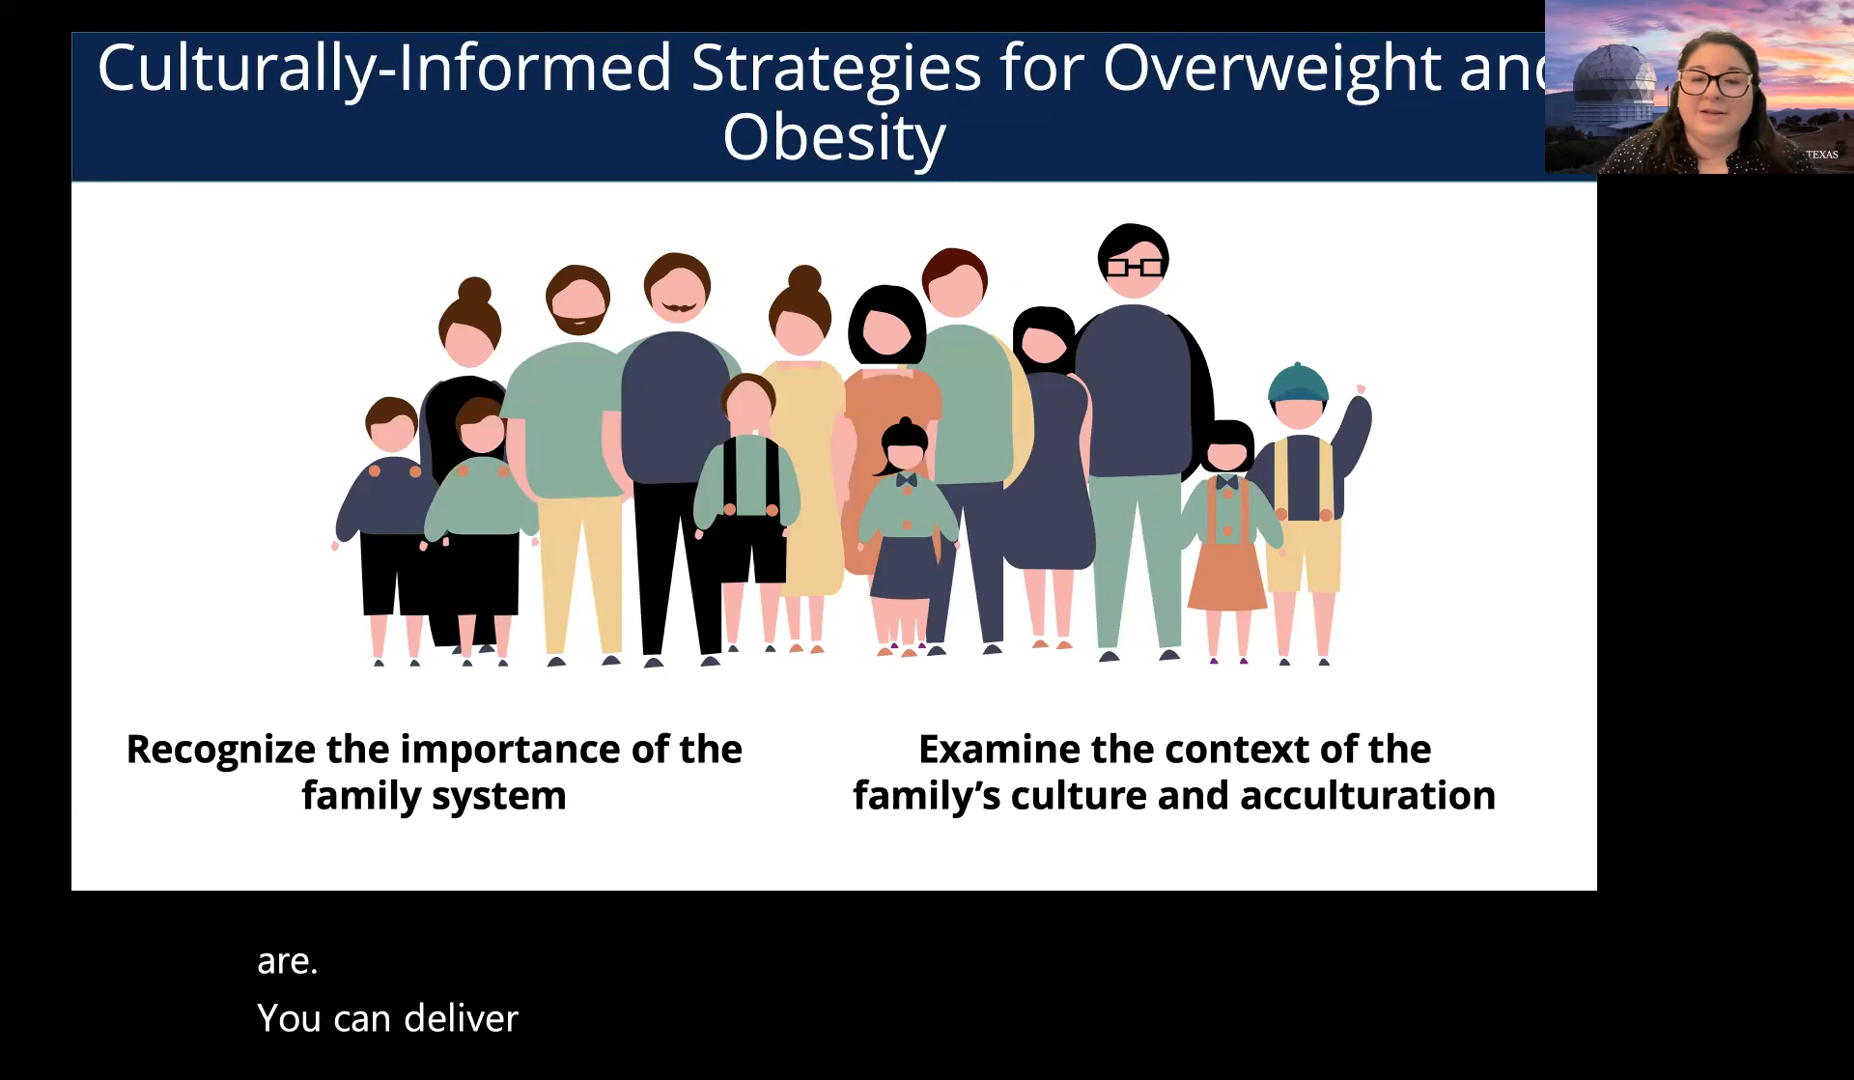 Culturally-Informed Strategies for Overweight and
Obesity
TEXAS
Recognize the importance of the
family system
Examine the context of the
family’s culture and acculturation
are.
You can deliver